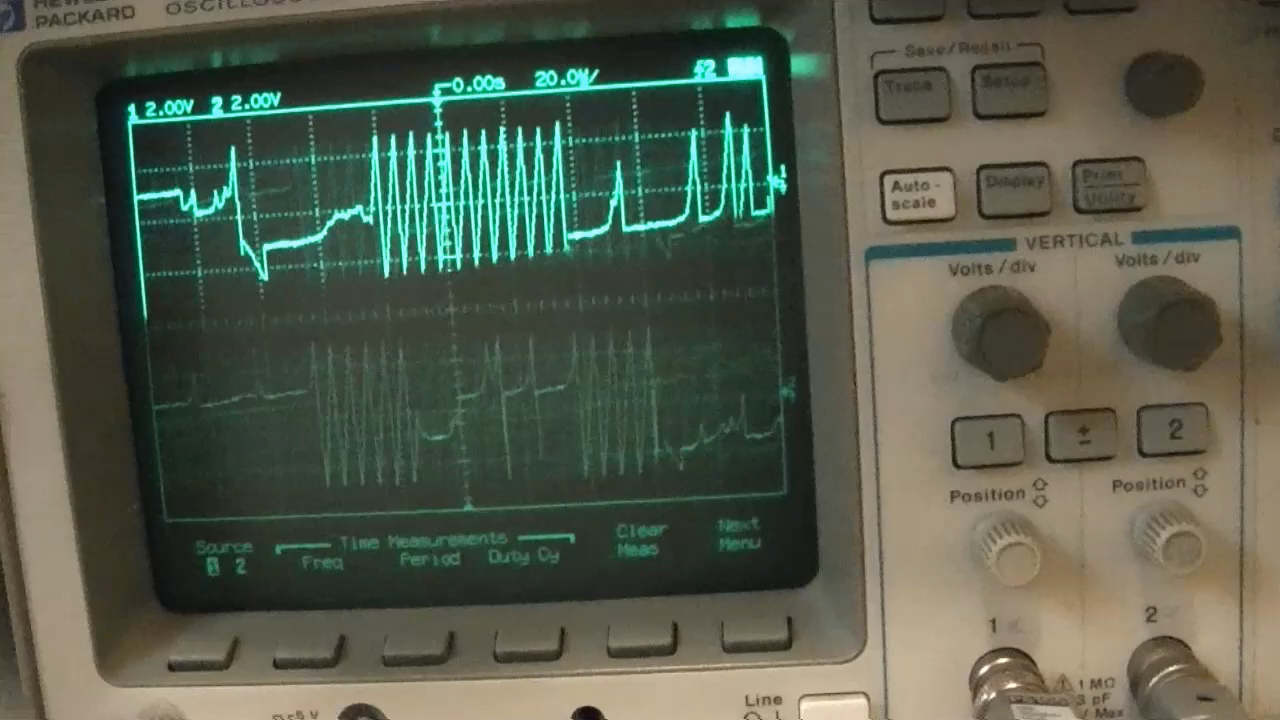 PACKARD
1 2.00V 2 2.00V 0.00s
Save/Recall
Trace Setup
Auto-
scale
Display
Print
Utility
VERTICAL
Volts/div Volts/div
1 ± 2
Position Position
Source
1 2
Time Measurements
Freq Period Duty Cy
Clear
Meas
Next
Menu
1 2
1 MΩ
Line